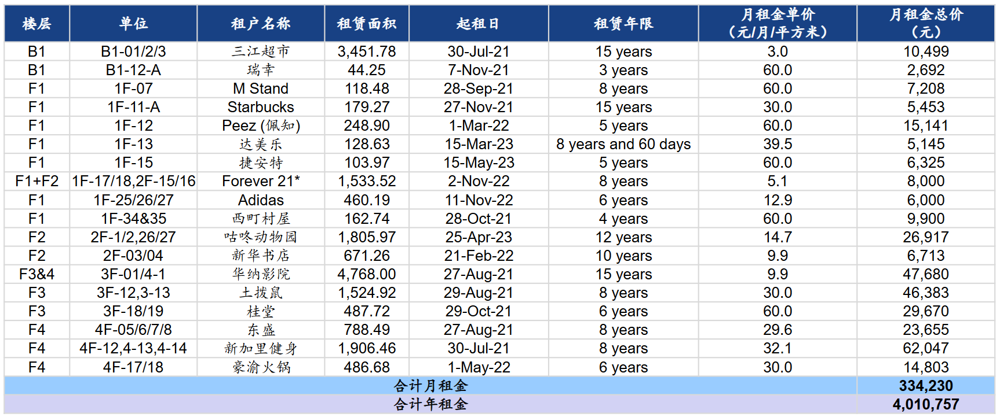 楼层 单位 租户名称 租赁面积 起租日 租赁年限 月租金单价（元/月/平方米） 月租金总价（元）
B1 B1-01/2/3 三江超市 3,451.78 30-Jul-21 15 years 3.0 10,499
B1 B1-12-A 瑞幸 44.25 7-Nov-21 3 years 60.0 2,692
F1 1F-07 M Stand 118.48 28-Sep-21 8 years 60.0 7,208
F1 1F-11-A Starbucks 179.27 27-Nov-21 15 years 30.0 5,453
F1 1F-12 Peez (佩知) 248.90 1-Mar-22 5 years 60.0 15,141
F1 1F-13 达美乐 128.63 15-Mar-23 8 years and 60 days 39.5 5,145
F1 1F-15 捷安特 103.97 15-May-23 5 years 60.0 6,325
F1+F2 1F-17/18,2F-15/16 Forever 21* 1,533.52 2-Nov-22 8 years 5.1 8,000
F1 1F-25/26/27 Adidas 460.19 11-Nov-22 6 years 12.9 6,000
F1 1F-34&35 西町村屋 162.74 28-Oct-21 4 years 60.0 9,900
F2 2F-1/2,26/27 咕咚动物园 1,805.97 25-Apr-23 12 years 14.7 26,917
F2 2F-03/04 新华书店 671.26 21-Feb-22 10 years 9.9 6,713
F3&4 3F-01/4-1 华纳影院 4,768.00 27-Aug-21 15 years 9.9 47,680
F3 3F-12,3-13 土拨鼠 1,524.92 29-Aug-21 8 years 30.0 46,383
F3 3F-18/19 桂堂 487.72 29-Oct-21 6 years 60.0 29,670
F4 4F-05/6/7/8 东盛 788.49 27-Aug-21 8 years 29.6 23,655
F4 4F-12,4-13,4-14 新加里健身 1,906.46 30-Jul-21 8 years 32.1 62,047
F4 4F-17/18 豪渝火锅 486.68 1-May-22 6 years 30.0 14,803
合计月租金 334,230
合计年租金 4,010,757